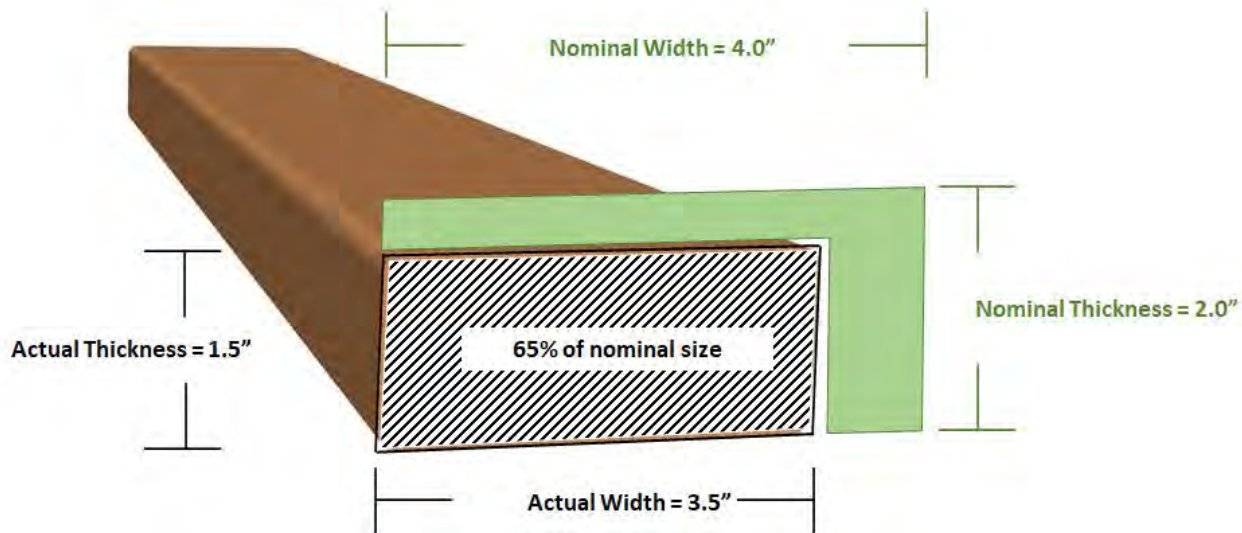 Nominal Width = 4.0”
Nominal Thickness = 2.0”
Actual Thickness = 1.5”
65% of nominal size
Actual Width = 3.5”